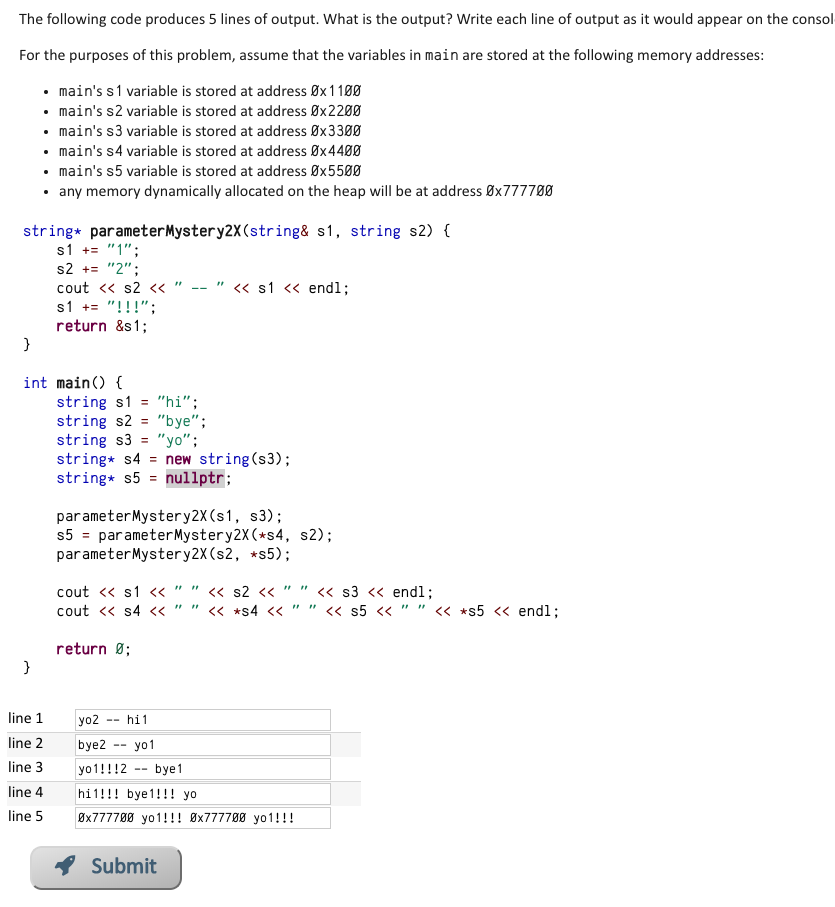 The following code produces 5 lines of output. What is the output? Write each line of output as it would appear on the consol
For the purposes of this problem, assume that the variables in main are stored at the following memory addresses:
• main's s1 variable is stored at address 0x1100
• main's s2 variable is stored at address 0x2200
• main's s3 variable is stored at address 0x3300
• main's s4 variable is stored at address 0x4400
• main's s5 variable is stored at address 0x5500
• any memory dynamically allocated on the heap will be at address 0x777700
string* parameterMystery2X(string& s1, string s2) {
    s1 += "1";
    s2 += "2";
    cout << s2 << " -- " << s1 << endl;
    s1 += "!!!";
    return &s1;
}
int main() {
    string s1 = "hi";
    string s2 = "bye";
    string s3 = "yo";
    string* s4 = new string(s3);
    string* s5 = nullptr;
    parameterMystery2X(s1, s3);
    s5 = parameterMystery2X(*s4, s2);
    parameterMystery2X(s2, *s5);
    cout << s1 << " " << s2 << " " << s3 << endl;
    cout << s4 << " " << *s4 << " " << s5 << " " << *s5 << endl;
    return 0;
}
line 1 yo2 -- hi1
line 2 bye2 -- yo1
line 3 yo1!!!2 -- bye1
line 4 hi1!!! bye1!!! yo
line 5 0x777700 yo1!!! 0x777700 yo1!!!
Submit